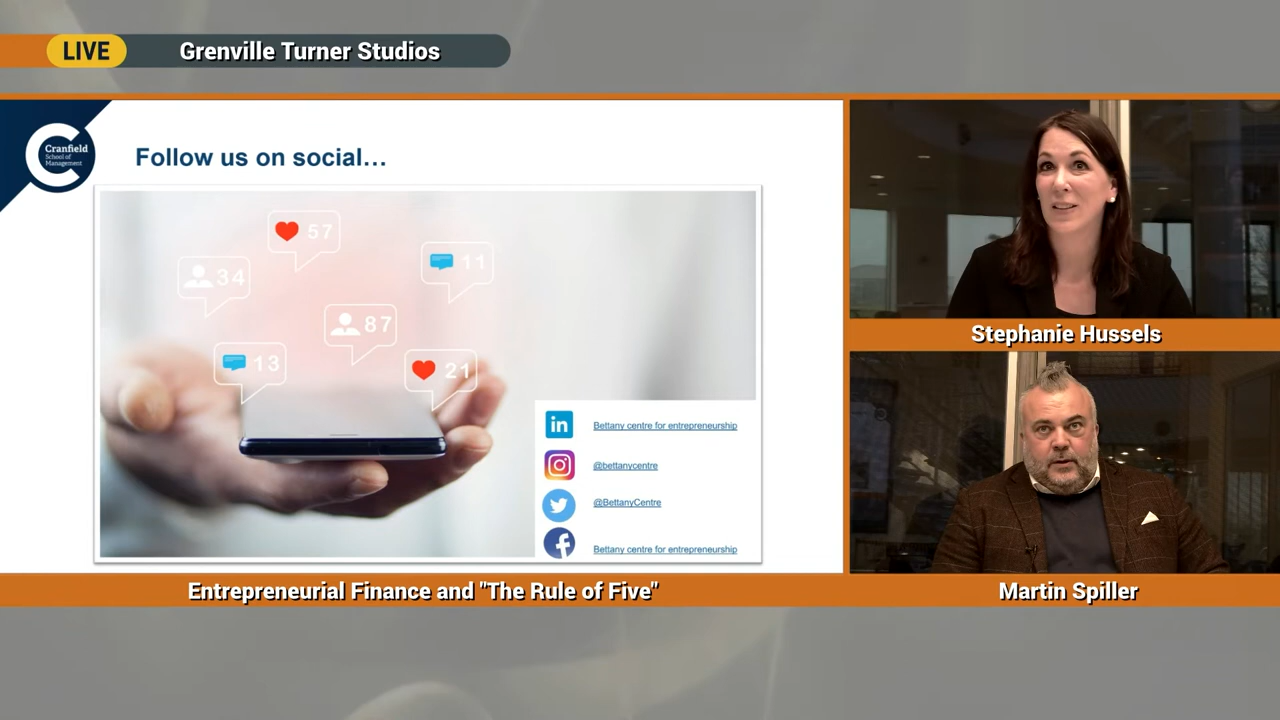 LIVE
Grenville Turner Studios
Cranfield
School of
Management
Follow us on social...
57
34
11
87
13
21
in
Bettany centre for entrepreneurship
@bettanycentre
@BettanyCentre
f
Bettany centre for entrepreneurship
Stephanie Hussels
Entrepreneurial Finance and "The Rule of Five"
Martin Spiller